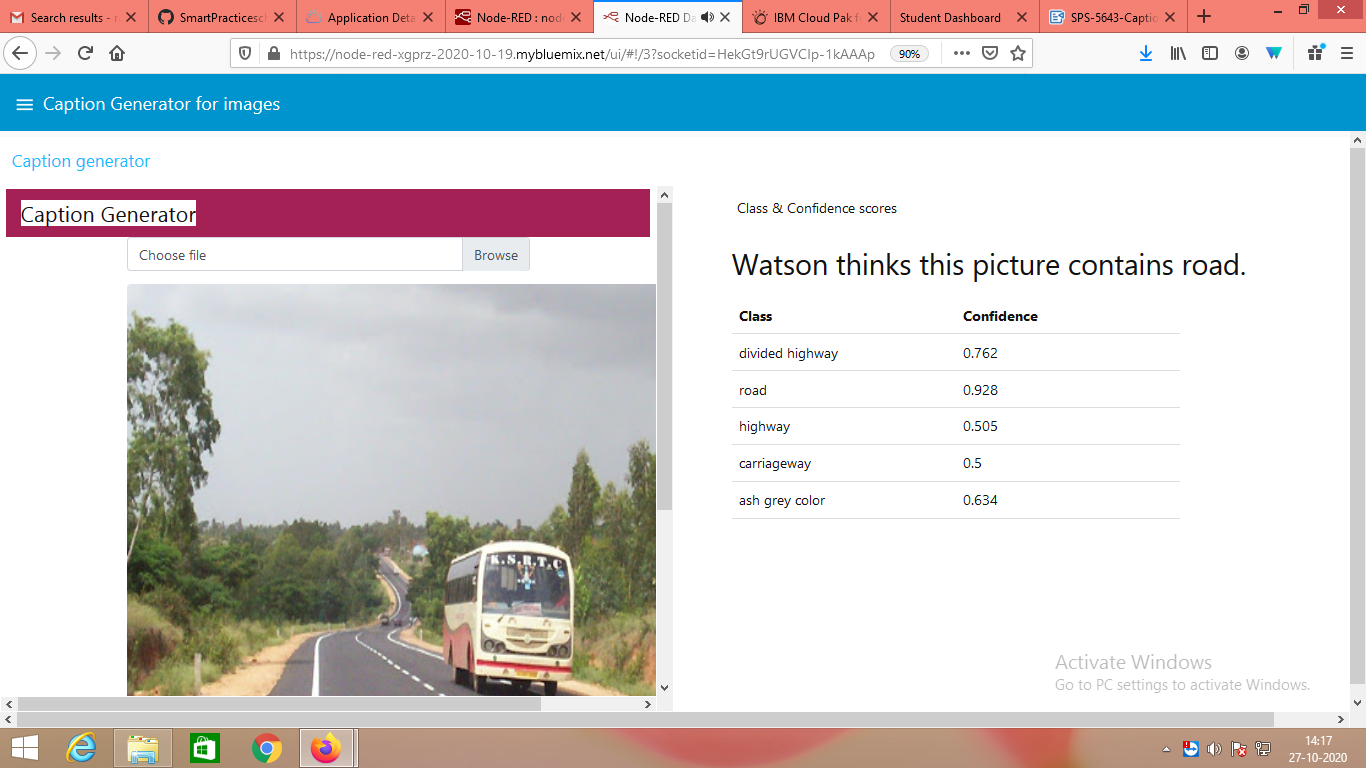 Search results - r
SmartPracticesch
Application Deta
Node-RED : node
Node-RED Da
IBM Cloud Pak f
Student Dashboard
SPS-5643-Captio
https://node-red-xgprz-2020-10-19.mybluemix.net/ui/#!/3?socketid=HekGt9rUGVCIp-1kAAAp
90%
Caption Generator for images
Caption generator
Caption Generator
Choose file
Browse
K.S.R.T.C
Class & Confidence scores
Watson thinks this picture contains road.
Class Confidence
divided highway 0.762
road 0.928
highway 0.505
carriageway 0.5
ash grey color 0.634
Activate Windows
Go to PC settings to activate Windows.
14:17
27-10-2020